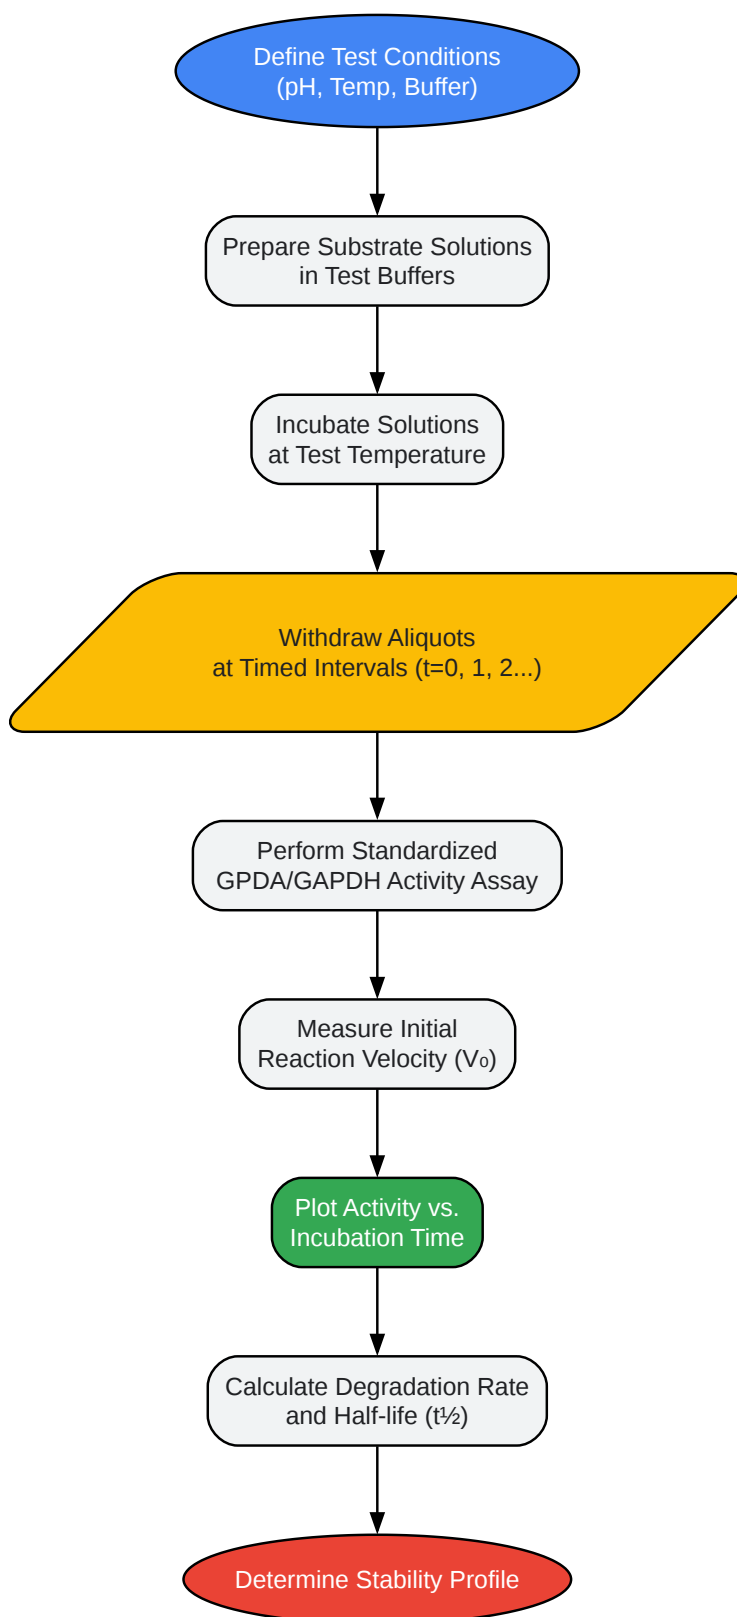 Define Test Conditions
(pH, Temp, Buffer)
Prepare Substrate Solutions
in Test Buffers
Incubate Solutions
at Test Temperature
Withdraw Aliquots
at Timed Intervals (t=0, 1, 2...)
Perform Standardized
GPDA/GAPDH Activity Assay
Measure Initial
Reaction Velocity (V₀)
Plot Activity vs.
Incubation Time
Calculate Degradation Rate
and Half-life (t½)
Determine Stability Profile